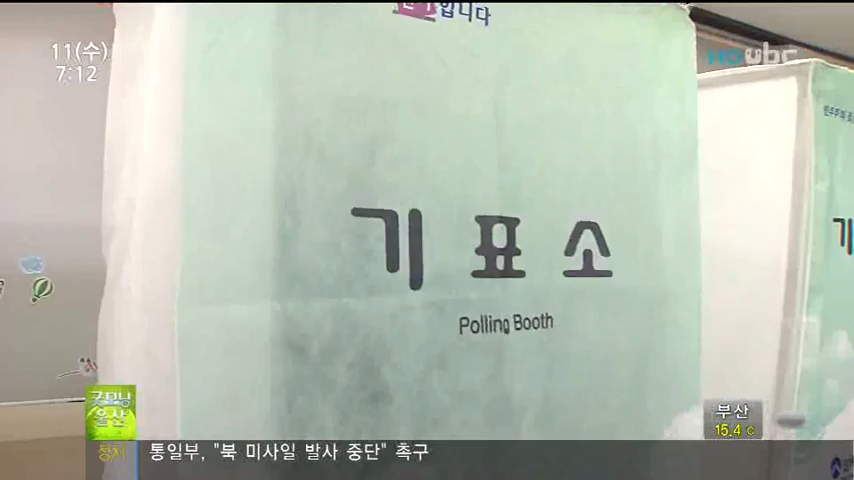 합니다
11(수)
7:12
HD ubc
기 표 소
Polling Booth
기
굿모닝
울산
부산
15.4 C
정치
통일부, "북 미사일 발사 중단" 촉구